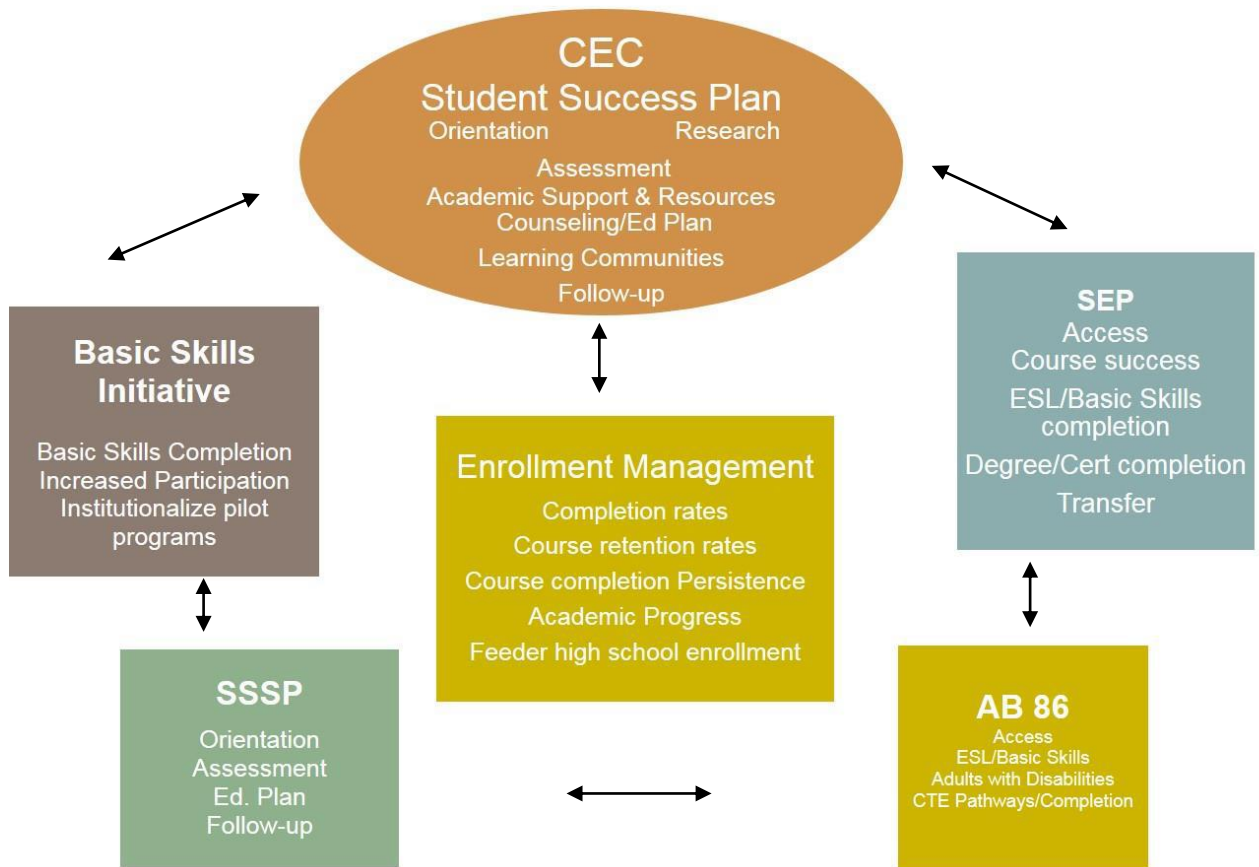 CEC
Student Success Plan
Orientation Research
Assessment
Academic Support & Resources
Counseling/Ed Plan
Learning Communities
Follow-up
Basic Skills
Initiative
Basic Skills Completion
Increased Participation
Institutionalize pilot
programs
Enrollment Management
Completion rates
Course retention rates
Course completion Persistence
Academic Progress
Feeder high school enrollment
SEP
Access
Course success
ESL/Basic Skills
completion
Degree/Cert completion
Transfer
SSSP
Orientation
Assessment
Ed. Plan
Follow-up
AB 86
Access
ESL/Basic Skills
Adults with Disabilities
CTE Pathways/Completion